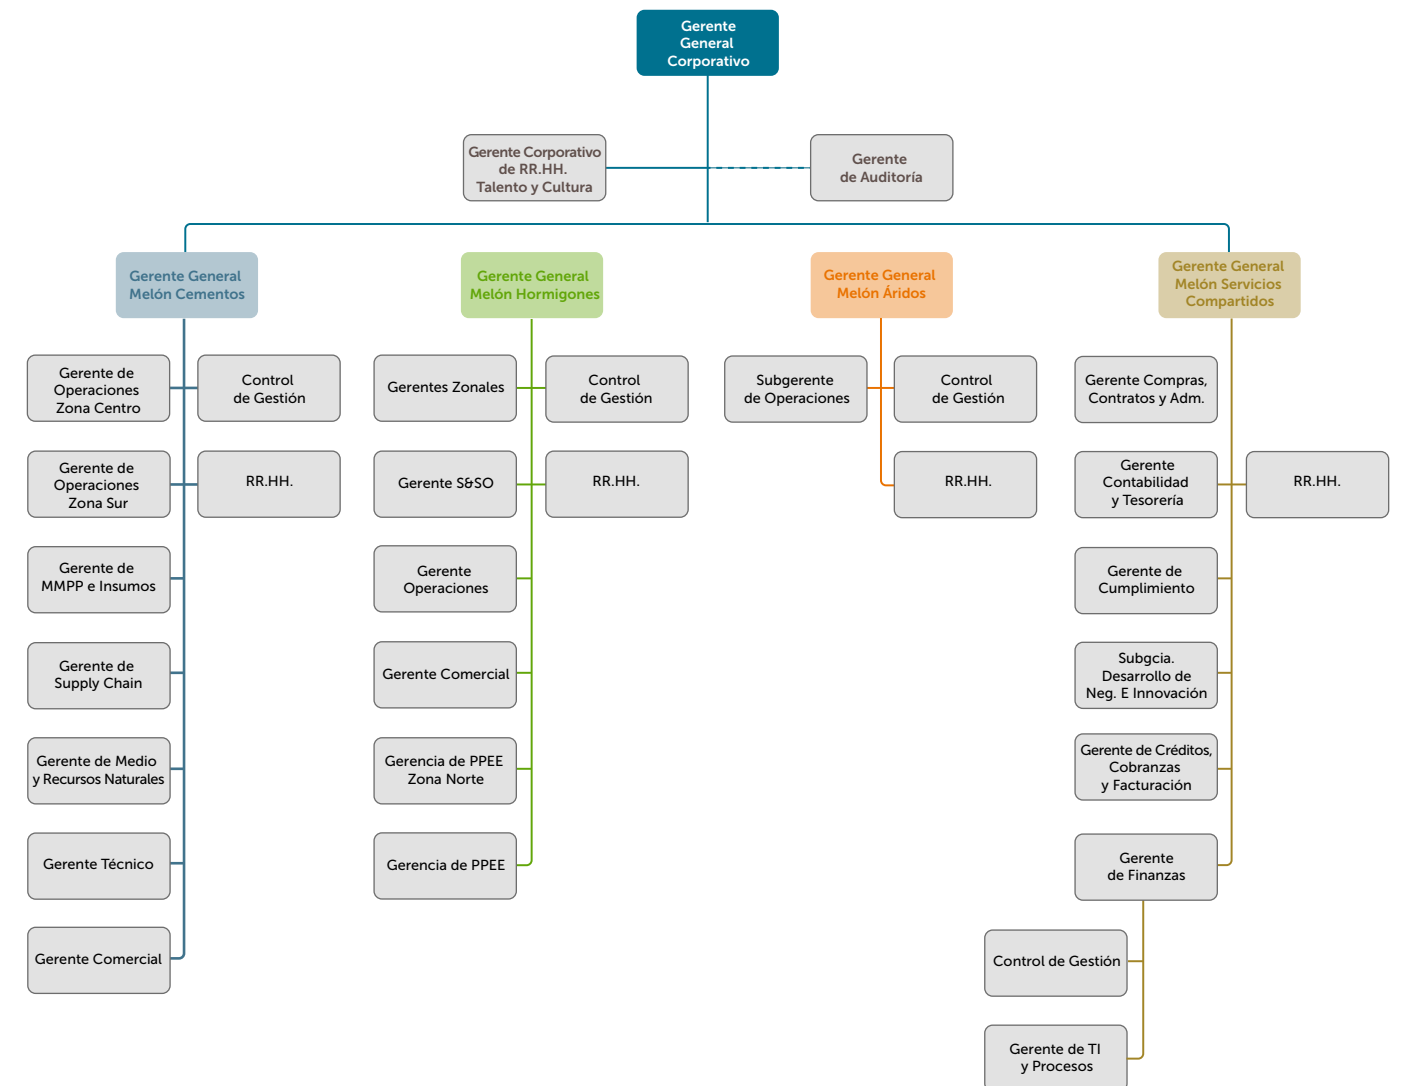 Gerente
General
Corporativo
Gerente Corporativo
de RR.HH.
Talento y Cultura
Gerente
de Auditoría
Gerente General
Melón Cementos
Gerente General
Melón Hormigones
Gerente General
Melón Áridos
Gerente General
Melón Servicios
Compartidos
Gerente de
Operaciones
Zona Centro
Control
de Gestión
Gerentes Zonales
Control
de Gestión
Subgerente
de Operaciones
Control
de Gestión
Gerente Compras,
Contratos y Adm.
Gerente de
Operaciones
Zona Sur
RR.HH.
Gerente S&SO
RR.HH.
RR.HH.
Gerente
Contabilidad
y Tesorería
RR.HH.
Gerente de
MMPP e Insumos
Gerente
Operaciones
Gerente de
Cumplimiento
Gerente de
Supply Chain
Gerente Comercial
Subgcia.
Desarrollo de
Neg. E Innovación
Gerente de Medio
y Recursos Naturales
Gerencia de PPEE
Zona Norte
Gerente de Créditos,
Cobranzas
y Facturación
Gerente Técnico
Gerencia de PPEE
Gerente
de Finanzas
Gerente Comercial
Control de Gestión
Gerente de TI
y Procesos